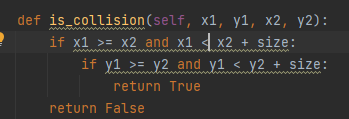 def is_collision(self, x1, y1, x2, y2):
if x1 >= x2 and x1 < x2 + size:
if y1 >= y2 and y1 < y2 + size:
return True
return False